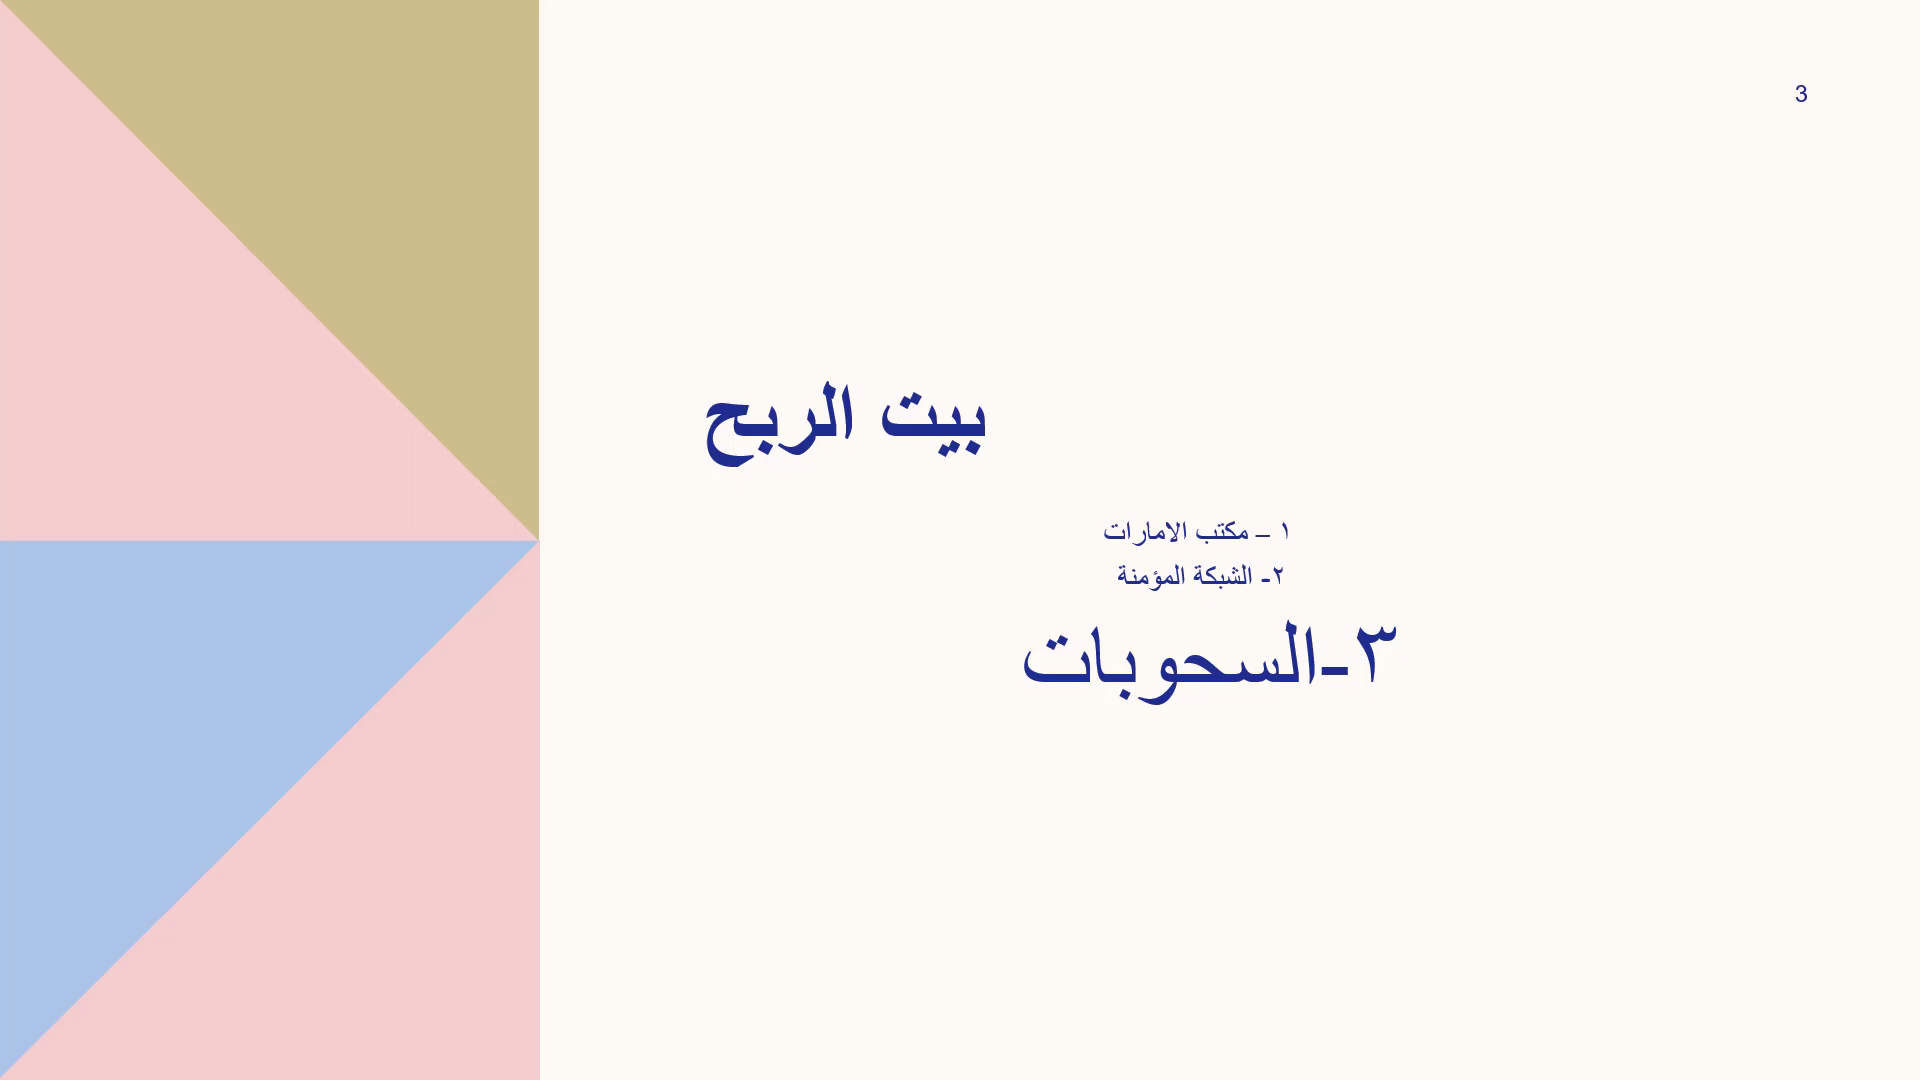 3
بيت الربح
١ – مكتب الامارات
٢- الشبكة المؤمنة
٣-السحوبات